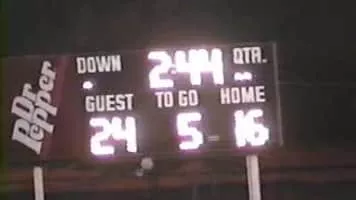 Dr Pepper
DOWN 2:44 QTR.
GUEST TO GO HOME
24 5 16